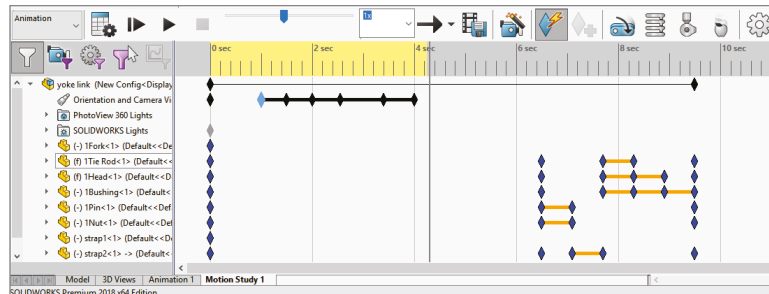 Animation
1x
0 sec 2 sec 4 sec 6 sec 8 sec 10 sec
yoke link (New Config<Display
Orientation and Camera Vi
PhotoView 360 Lights
SOLIDWORKS Lights
(-) 1Fork<1> (Default<<De
(f) 1Tie Rod<1> (Default<<
(f) 1Head<1> (Default<<D
(-) 1Bushing<1> (Default<
(-) 1Pin<1> (Default<<Def
(-) 1Nut<1> (Default<<Def
(-) strap1<1> (Default<<D
(-) strap2<1> -> (Default<
Model 3D Views Animation 1 Motion Study 1
SOLIDWORKS Premium 2018 x64 Edition